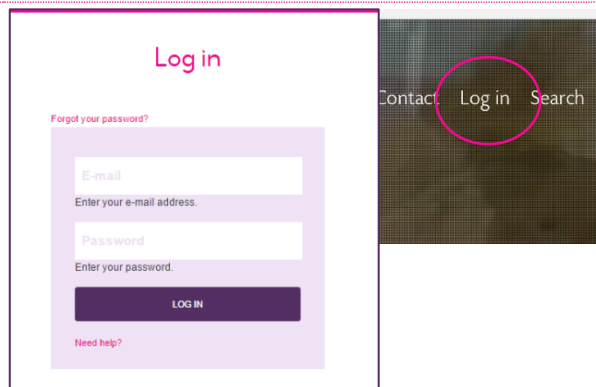 Log in
Contact Log in Search
Forgot your password?
E-mail
Enter your e-mail address.
Password
Enter your password.
LOG IN
Need help?